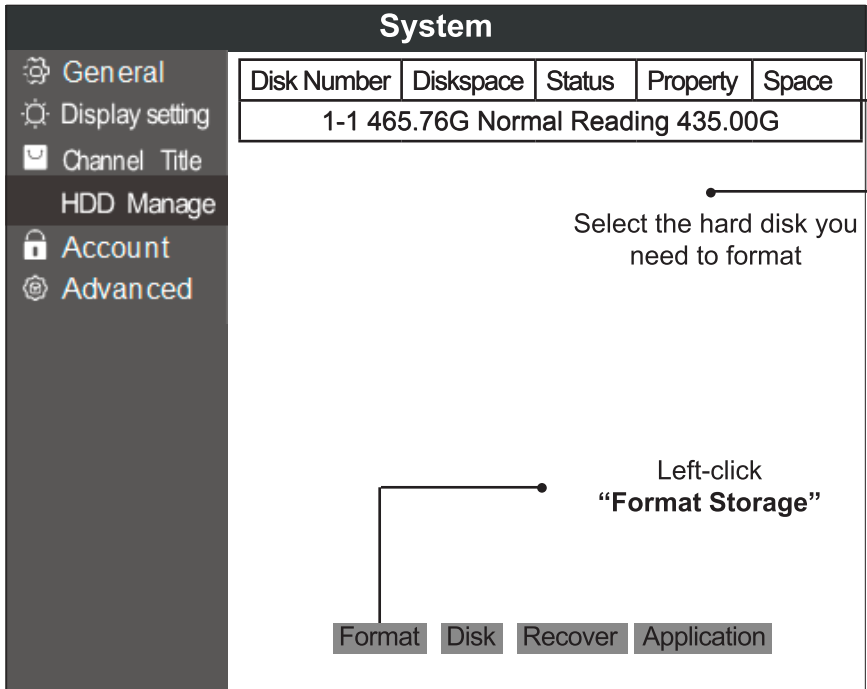 System
General
Display setting
Channel Title
HDD Manage
Account
Advanced
Disk Number Diskspace Status Property Space
1-1 465.76G Normal Reading 435.00G
Select the hard disk you
need to format
Left-click
“Format Storage”
Format Disk Recover Application